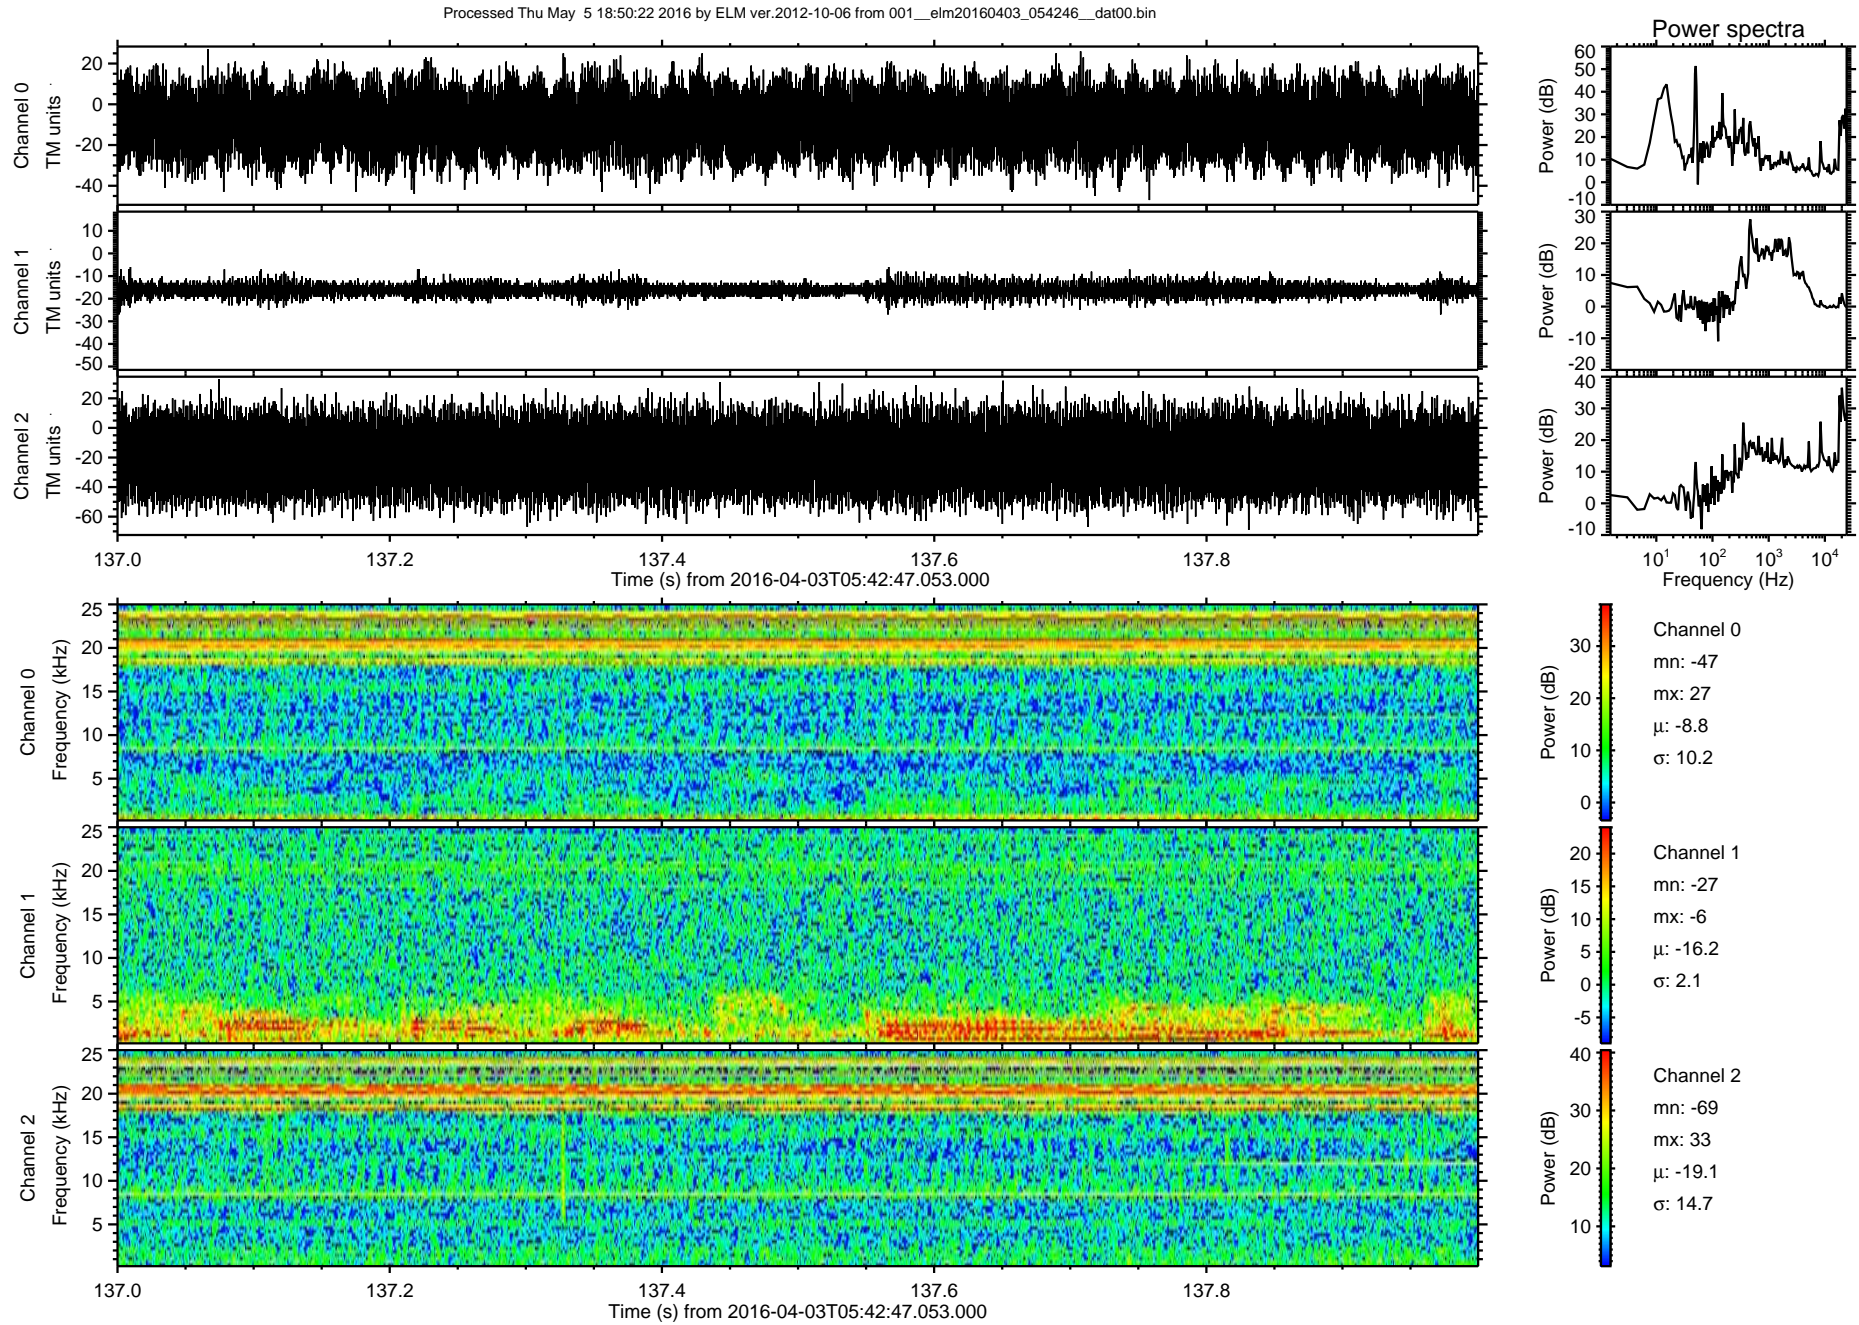 Processed Thu May  5 18:50:22 2016 by ELM ver.2012-10-06 from 001__elm20160403_054246__dat00.bin
Power spectra
Channel 0
TM units
20
0
-20
-40
Power (dB)
60
50
40
30
20
10
0
-10
Channel 1
TM units
10
0
-10
-20
-30
-40
-50
Power (dB)
30
20
10
0
-10
-20
Channel 2
TM units
20
0
-20
-40
-60
Power (dB)
40
30
20
10
0
-10
137.0 137.2 137.4 137.6 137.8
Time (s) from 2016-04-03T05:42:47.053.000
10^1 10^2 10^3 10^4
Frequency (Hz)
Channel 0
Frequency (kHz)
25
20
15
10
5
Power (dB)
30
20
10
0
Channel 0
mn: -47
mx: 27
μ: -8.8
σ: 10.2
Channel 1
Frequency (kHz)
25
20
15
10
5
Power (dB)
20
15
10
5
0
-5
Channel 1
mn: -27
mx: -6
μ: -16.2
σ: 2.1
Channel 2
Frequency (kHz)
25
20
15
10
5
Power (dB)
40
30
20
10
Channel 2
mn: -69
mx: 33
μ: -19.1
σ: 14.7
137.0 137.2 137.4 137.6 137.8
Time (s) from 2016-04-03T05:42:47.053.000